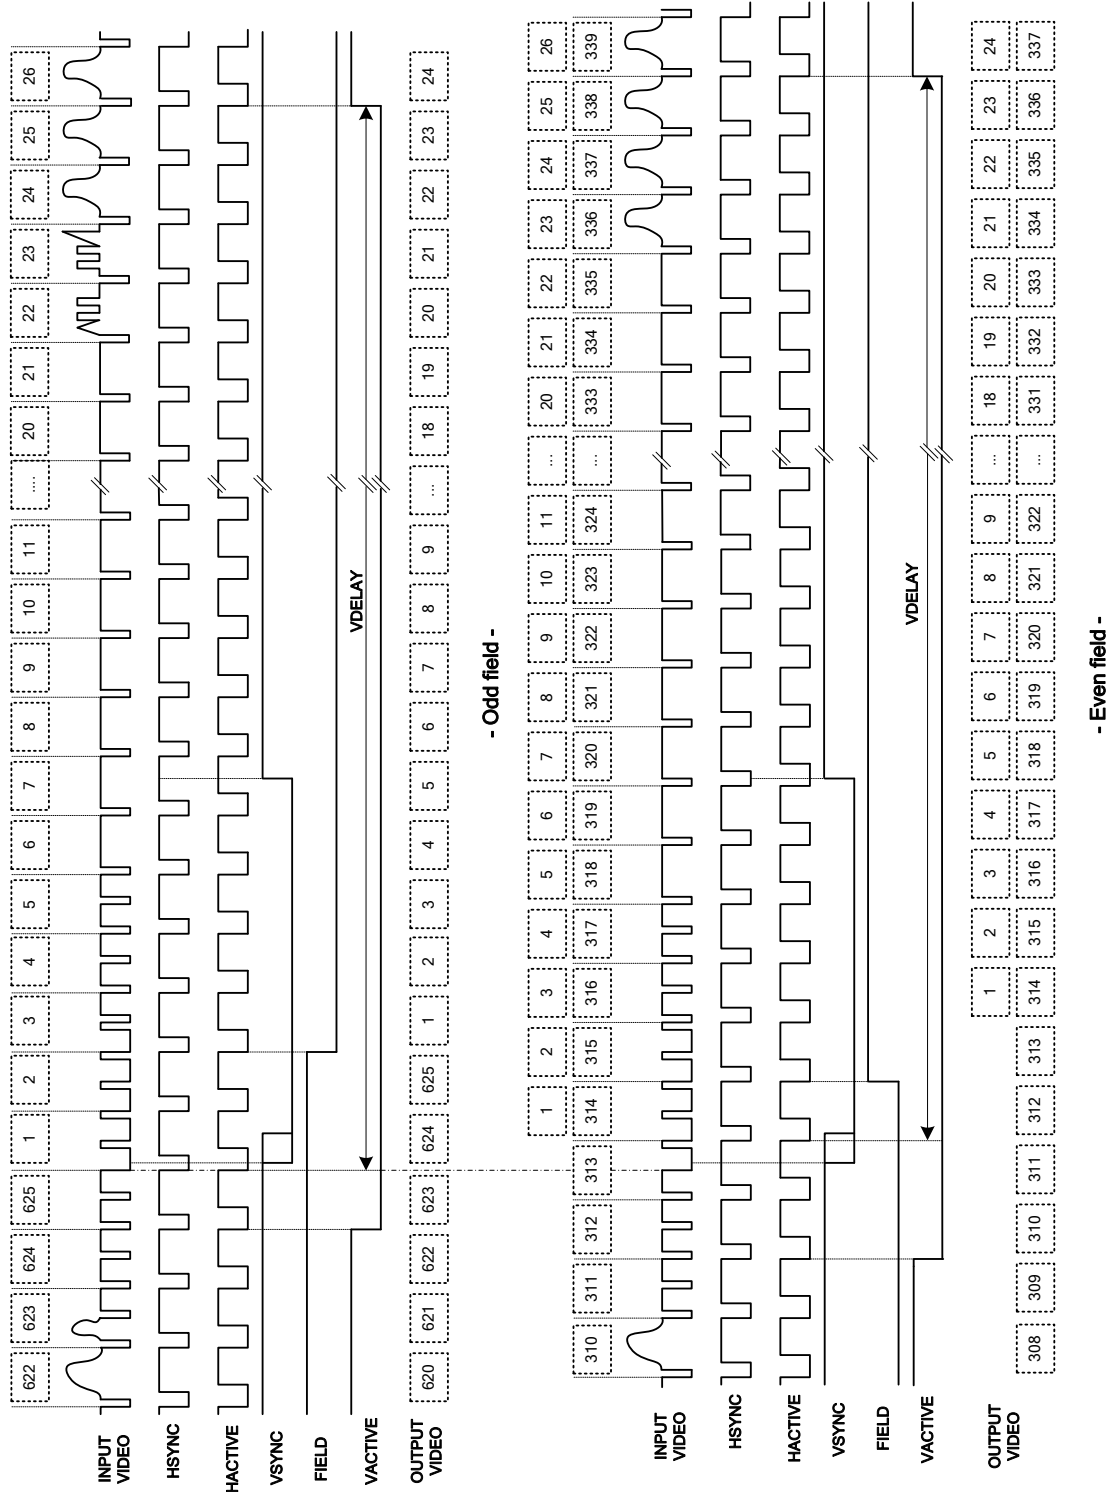 622 623 624 625 1 2 3 4 5 6 7 8 9 10 11 .... 20 21 22 23 24 25 26
INPUT
VIDEO
HSYNC
HACTIVE
VSYNC
FIELD
VDELAY
VACTIVE
OUTPUT
VIDEO
620 621 622 623 624 625 1 2 3 4 5 6 7 8 9 ... 18 19 20 21 22 23 24
- Odd field -
1 2 3 4 5 6 7 8 9 10 11 ... 20 21 22 23 24 25 26
310 311 312 313 314 315 316 317 318 319 320 321 322 323 324 ... 333 334 335 336 337 338 339
INPUT
VIDEO
HSYNC
HACTIVE
VSYNC
FIELD
VDELAY
VACTIVE
OUTPUT
VIDEO
1 2 3 4 5 6 7 8 9 ... 18 19 20 21 22 23 24
308 309 310 311 312 313 314 315 316 317 318 319 320 321 322 ... 331 332 333 334 335 336 337
- Even field -